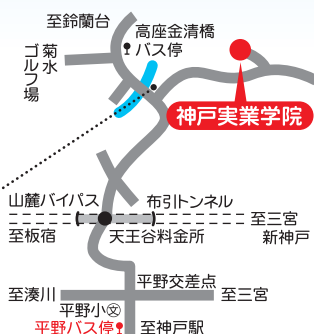 至鈴蘭台
高座金清橋
バス停
菊水
ゴルフ場
神戸実業学院
山麓バイパス
布引トンネル
至板宿
天王谷料金所
至三宮
新神戸
平野交差点
至湊川
至三宮
平野小㊛
平野バス停
至神戸駅